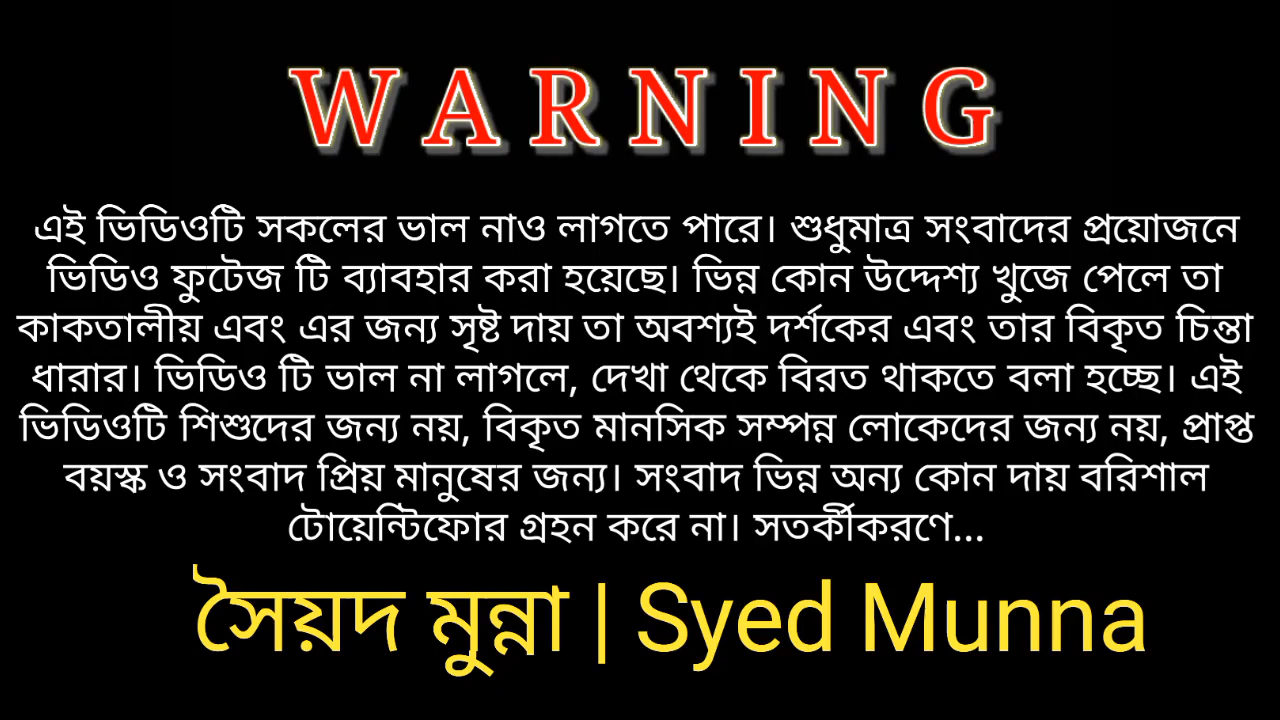 W A R N I N G
এই ভিডিওটি সকলের ভাল নাও লাগতে পারে। শুধুমাত্র সংবাদের প্রয়োজনে
ভিডিও ফুটেজ টি ব্যাবহার করা হয়েছে। ভিন্ন কোন উদ্দেশ্য খুজে পেলে তা
কাকতালীয় এবং এর জন্য সৃষ্ট দায় তা অবশ্যই দর্শকের এবং তার বিকৃত চিন্তা
ধারার। ভিডিও টি ভাল না লাগলে, দেখা থেকে বিরত থাকতে বলা হচ্ছে। এই
ভিডিওটি শিশুদের জন্য নয়, বিকৃত মানসিক সম্পন্ন লোকেদের জন্য নয়, প্রাপ্ত
বয়স্ক ও সংবাদ প্রিয় মানুষের জন্য। সংবাদ ভিন্ন অন্য কোন দায় বরিশাল
টোয়েন্টিফোর গ্রহন করে না। সতর্কীকরণে...
সৈয়দ মুন্না | Syed Munna